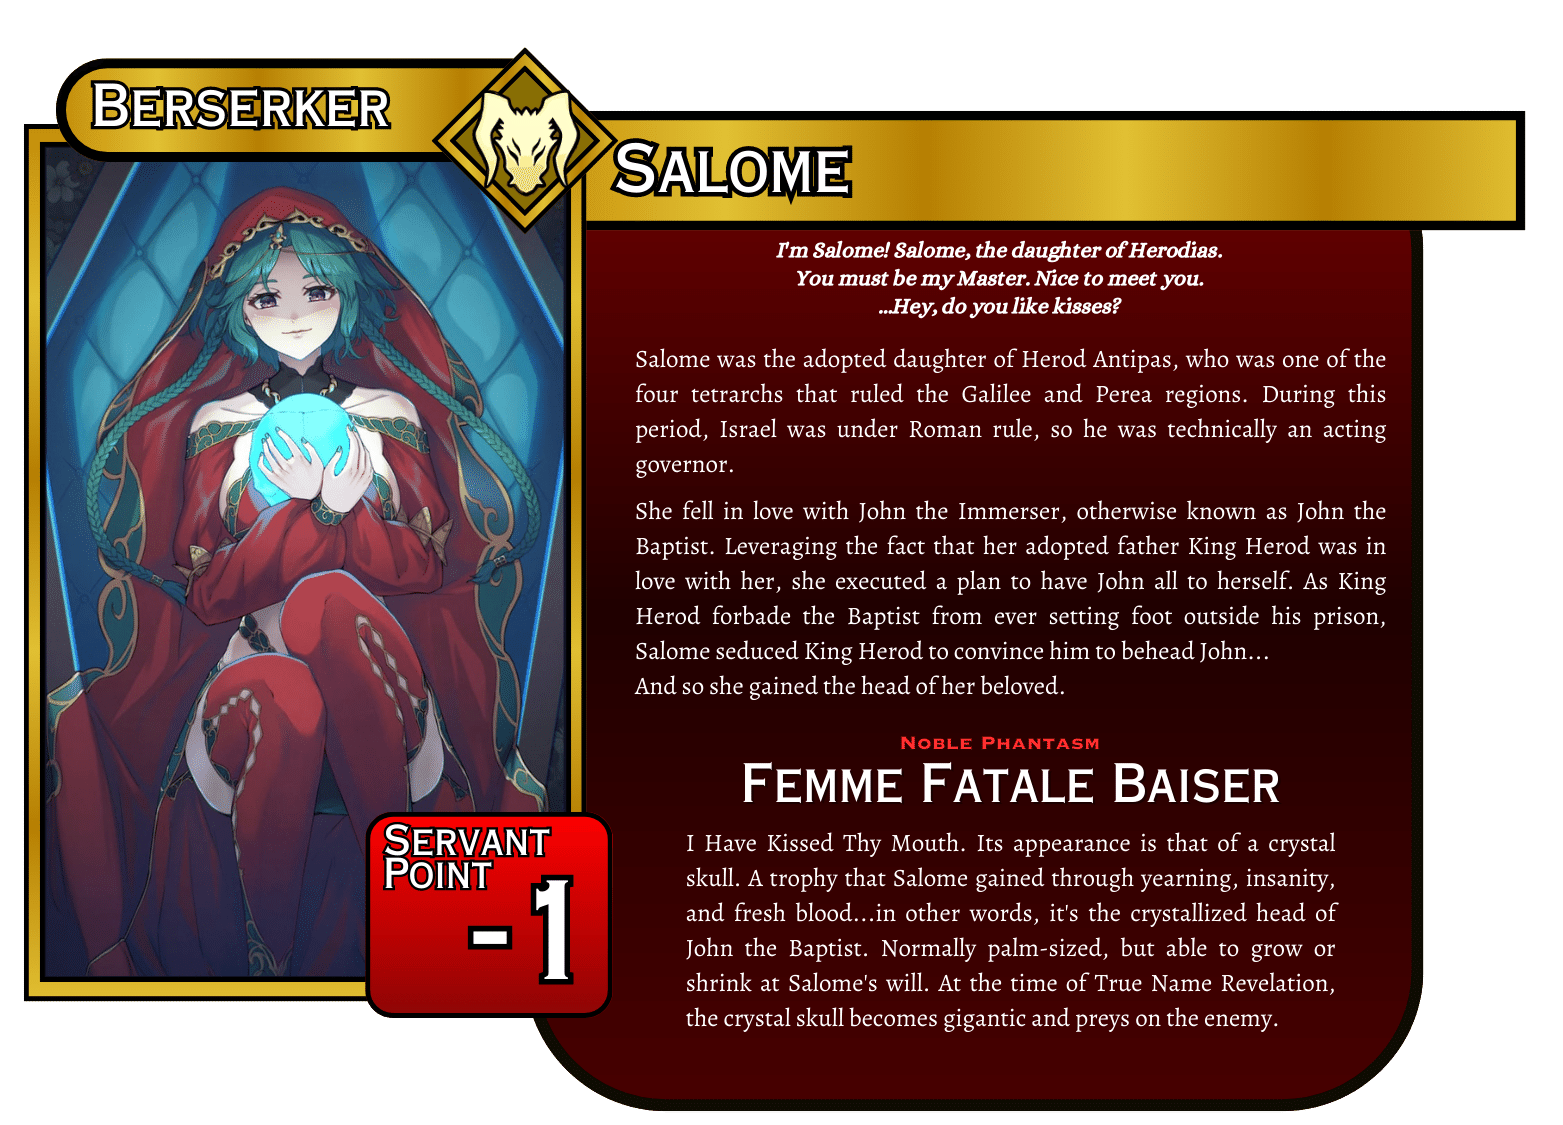 Berserker
Salome
I'm Salome! Salome, the daughter of Herodias.
You must be my Master. Nice to meet you.
...Hey, do you like kisses?
Salome was the adopted daughter of Herod Antipas, who was one of the
four tetrarchs that ruled the Galilee and Perea regions. During this
period, Israel was under Roman rule, so he was technically an acting
governor.
She fell in love with John the Immerser, otherwise known as John the
Baptist. Leveraging the fact that her adopted father King Herod was in
love with her, she executed a plan to have John all to herself. As King
Herod forbade the Baptist from ever setting foot outside his prison,
Salome seduced King Herod to convince him to behead John...
And so she gained the head of her beloved.
Noble Phantasm
Femme Fatale Baiser
I Have Kissed Thy Mouth. Its appearance is that of a crystal
skull. A trophy that Salome gained through yearning, insanity,
and fresh blood...in other words, it's the crystallized head of
John the Baptist. Normally palm-sized, but able to grow or
shrink at Salome's will. At the time of True Name Revelation,
the crystal skull becomes gigantic and preys on the enemy.
Servant
Point
-1